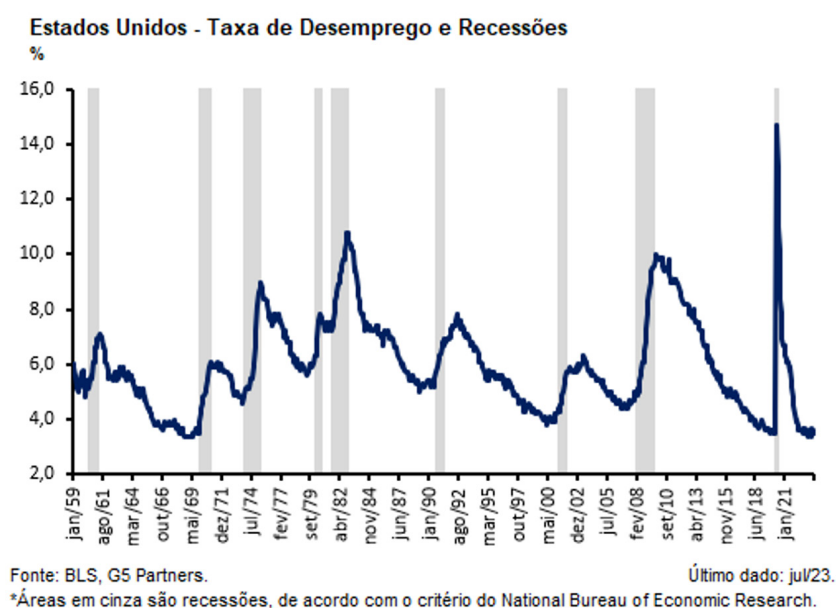 Estados Unidos - Taxa de Desemprego e Recessões
%
16,0
14,0
12,0
10,0
8,0
6,0
4,0
2,0
jan/59
ago/61
mar/64
out/66
mai/69
dez/71
jul/74
fev/77
set/79
abr/82
nov/84
jun/87
jan/90
ago/92
mar/95
out/97
mai/00
dez/02
jul/05
fev/08
set/10
abr/13
nov/15
jun/18
jan/21
Fonte: BLS, G5 Partners. Último dado: jul/23.
*Áreas em cinza são recessões, de acordo com o critério do National Bureau of Economic Research.